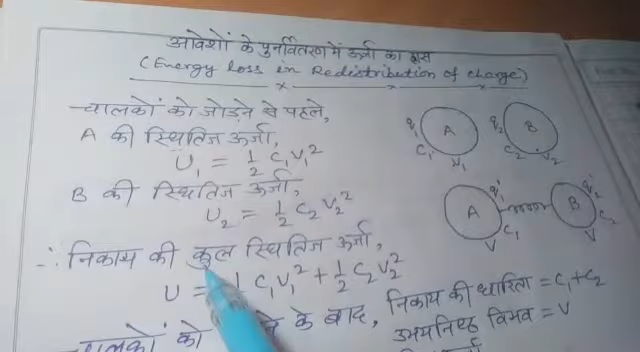 आवेशों के पुनर्वितरण में ऊर्जा का ह्रास
(Energy loss in Redistribution of charge)
चालकों को जोड़ने से पहले,
A की स्थितिज ऊर्जा,
U₁ = 1/2 C₁V₁²
B की स्थितिज ऊर्जा,
U₂ = 1/2 C₂V₂²
∴ निकाय की कुल स्थितिज ऊर्जा,
U = C₁V₁² + 1/2 C₂V₂²
चालकों को के बाद, निकाय की धारिता = C₁+C₂
उभयनिष्ठ विभव = V
q₁ A C₁ V₁
q₂ B C₂ V₂
A q₁' C₁ V
B q₂' C₂ V